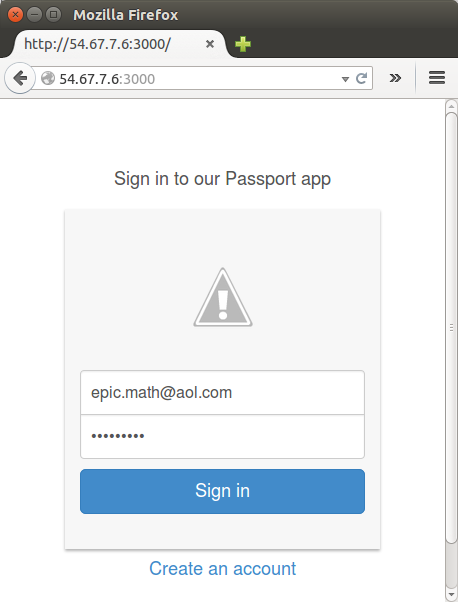 Mozilla Firefox
http://54.67.7.6:3000/
54.67.7.6:3000
Sign in to our Passport app
epic.math@aol.com
•••••••••
Sign in
Create an account